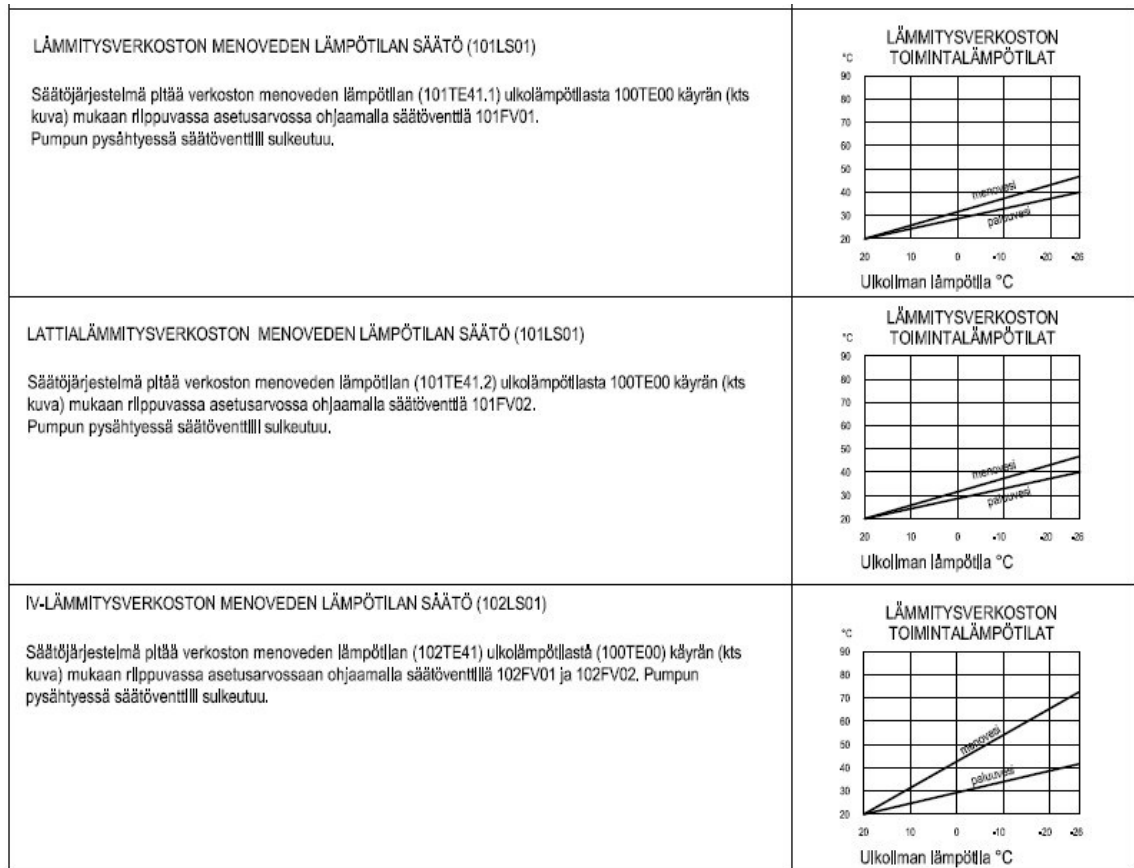 LÄMMITYSVERKOSTON MENOVEDEN LÄMPÖTILAN SÄÄTÖ (101LS01)
Säätöjärjestelmä pitää verkoston menoveden lämpötilan (101TE41.1) ulkolämpötilasta 100TE00 käyrän (kts
kuva) mukaan riippuvassa asetusarvossa ohjaamalla säätöventtiä 101FV01.
Pumpun pysähtyessä säätöventtiili sulkeutuu.
LÄMMITYSVERKOSTON
TOIMINTALÄMPÖTILAT
°C
90
80
70
60
50
40
30
20
menovesi
paluuvesi
20 10 0 -10 -20 -26
Ulkoilman lämpötila °C
LATTIALÄMMITYSVERKOSTON MENOVEDEN LÄMPÖTILAN SÄÄTÖ (101LS01)
Säätöjärjestelmä pitää verkoston menoveden lämpötilan (101TE41.2) ulkolämpötilasta 100TE00 käyrän (kts
kuva) mukaan riippuvassa asetusarvossa ohjaamalla säätöventtiä 101FV02.
Pumpun pysähtyessä säätöventtiili sulkeutuu.
LÄMMITYSVERKOSTON
TOIMINTALÄMPÖTILAT
°C
90
80
70
60
50
40
30
20
menovesi
paluuvesi
20 10 0 -10 -20 -26
Ulkoilman lämpötila °C
IV-LÄMMITYSVERKOSTON MENOVEDEN LÄMPÖTILAN SÄÄTÖ (102LS01)
Säätöjärjestelmä pitää verkoston menoveden lämpötilan (102TE41) ulkolämpötilasta (100TE00) käyrän (kts
kuva) mukaan riippuvassa asetusarvossaan ohjaamalla säätöventtiilä 102FV01 ja 102FV02. Pumpun
pysähtyessä säätöventtiili sulkeutuu.
LÄMMITYSVERKOSTON
TOIMINTALÄMPÖTILAT
°C
90
80
70
60
50
40
30
20
menovesi
paluuvesi
20 10 0 -10 -20 -26
Ulkoilman lämpötila °C